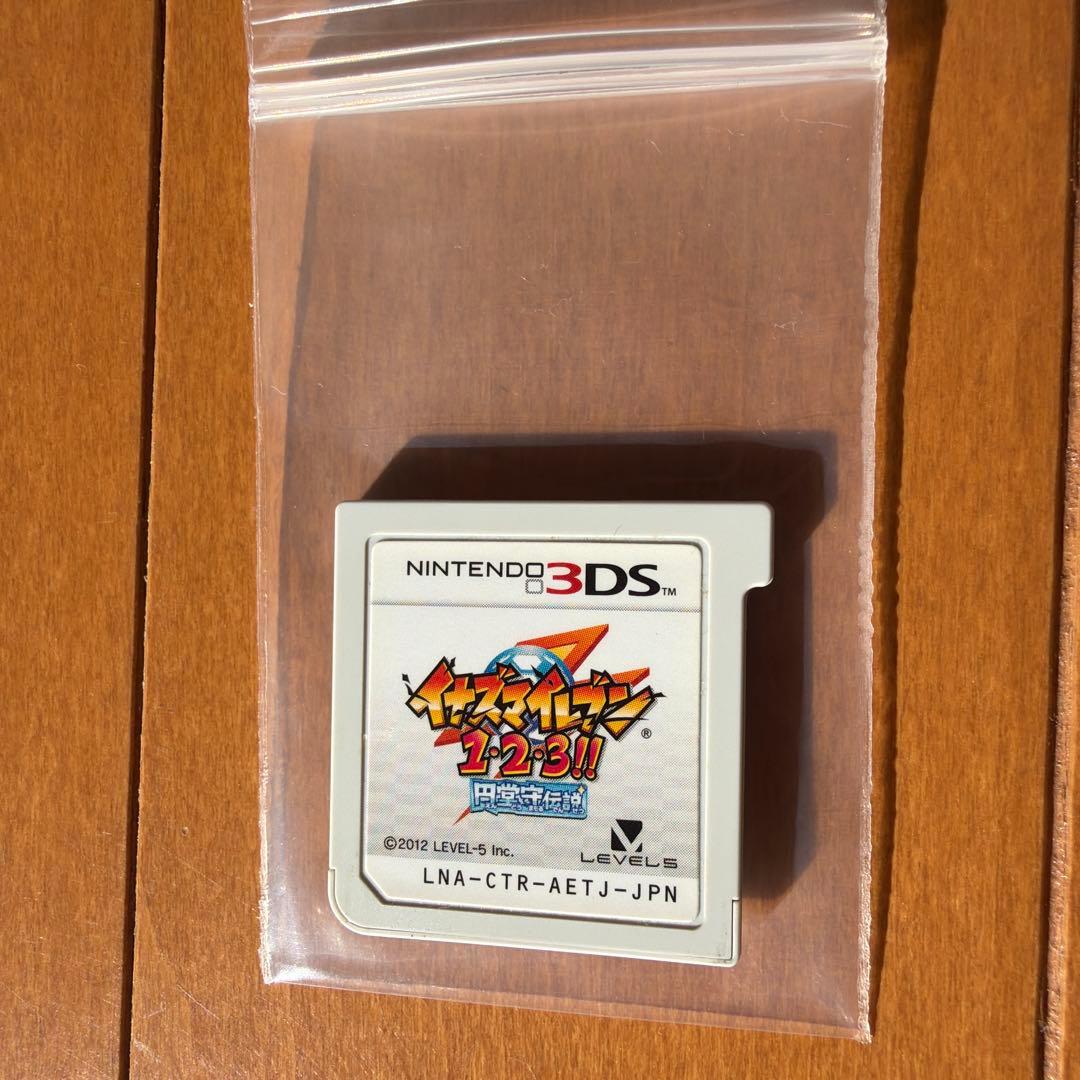 NINTENDO 3DS™
イナズマイレブン®
1・2・3!!
円堂守伝説
©2012 LEVEL-5 Inc.
LEVEL5
LNA-CTR-AETJ-JPN